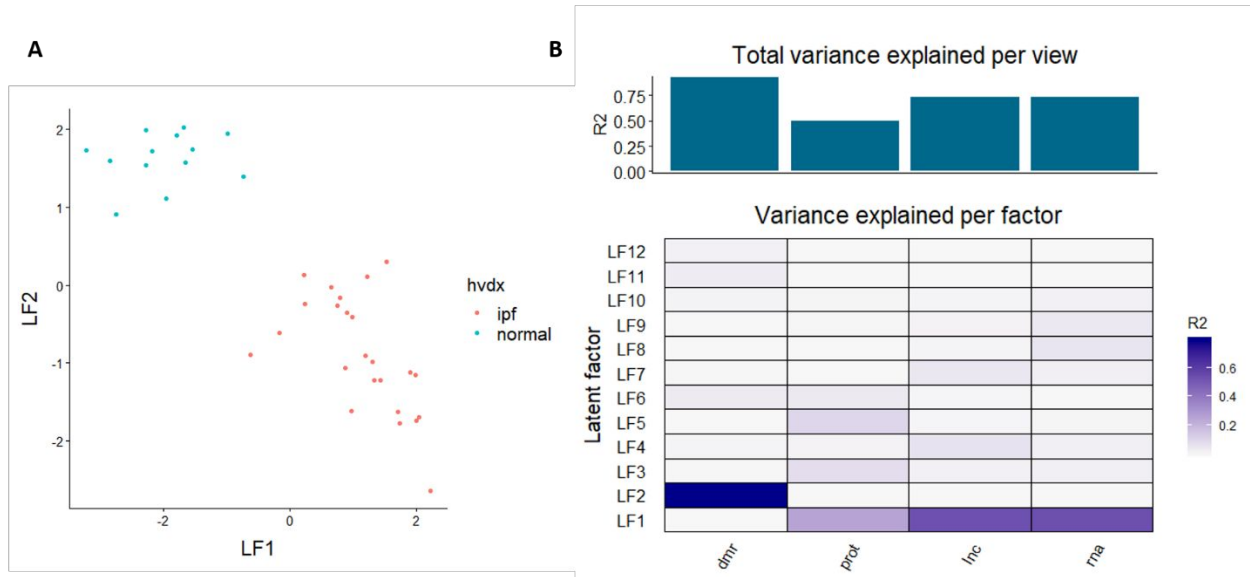 A
B
2
1
0
-1
-2
LF2
-2
0
2
LF1
hvdx
ipf
normal
Total variance explained per view
R2
0.75
0.50
0.25
0.00
Variance explained per factor
Latent factor
LF12
LF11
LF10
LF9
LF8
LF7
LF6
LF5
LF4
LF3
LF2
LF1
dmr
prot
lnc
rna
R2
0.6
0.4
0.2